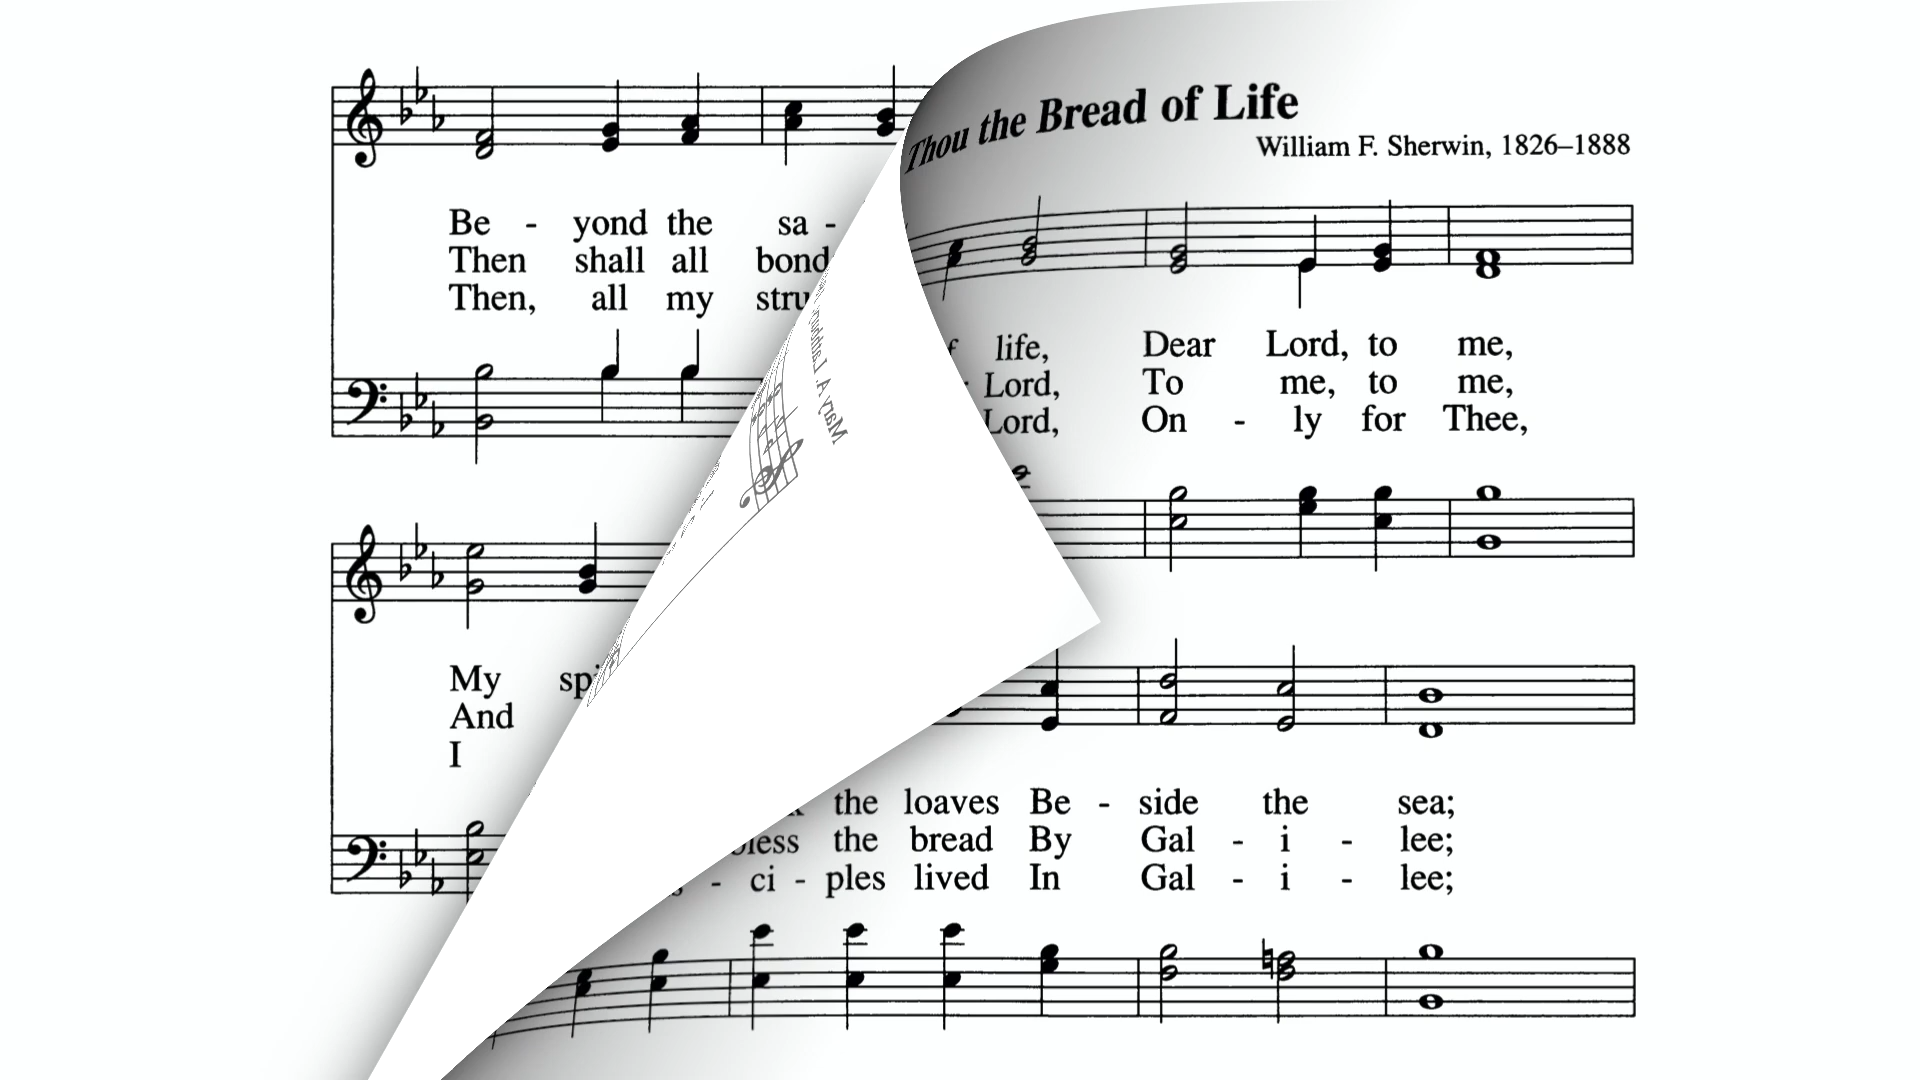 Thou the Bread of Life
William F. Sherwin, 1826–1888
Be - yond the sa -
Then shall all bond
Then, all my
Mary A. Lathbury
life, Dear Lord, to me,
Lord, To me, to me,
Lord, On - ly for Thee,
My
And
I
the loaves Be - side the sea;
bless the bread By Gal - i - lee;
- ci - ples lived In Gal - i - lee;